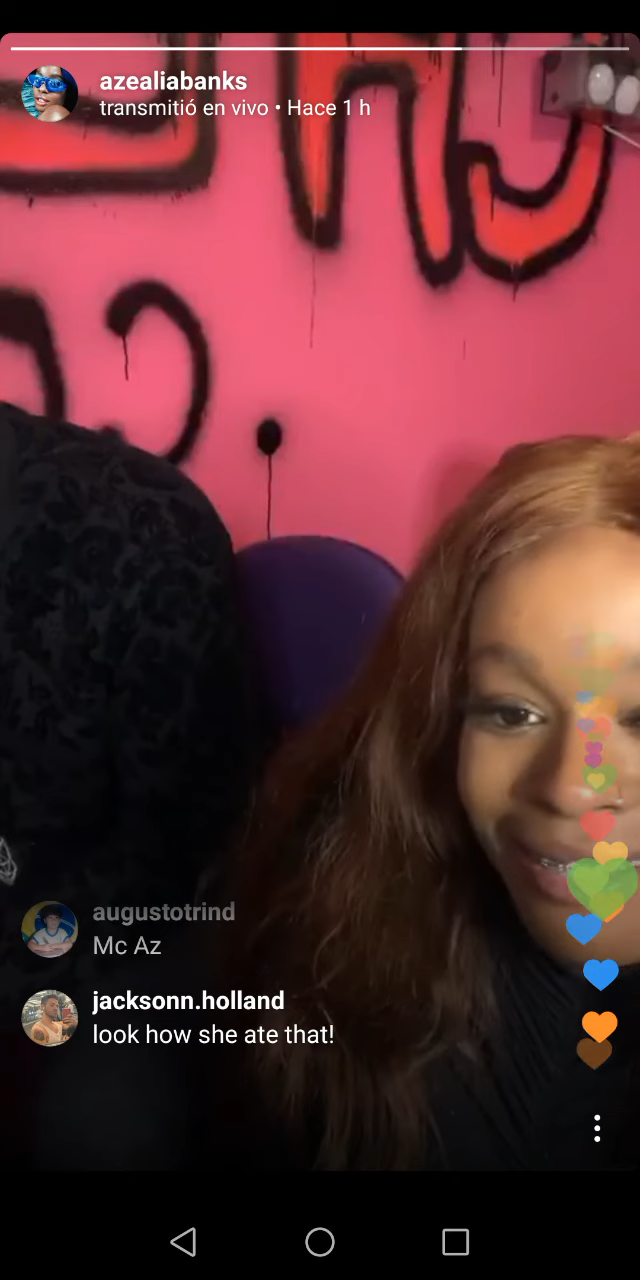 azealiabanks
transmitió en vivo • Hace 1 h
augustotrind
Mc Az
jacksonn.holland
look how she ate that!